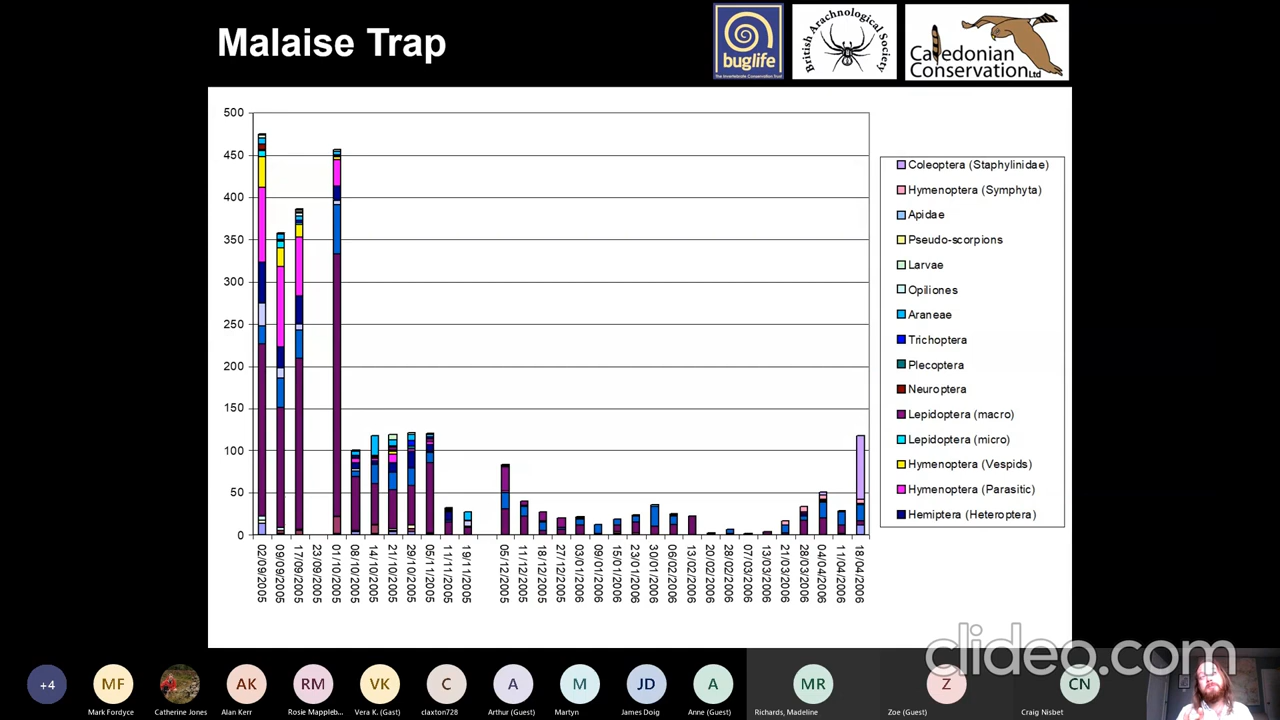 Malaise Trap
buglife
The Invertebrate Conservation Trust
British Arachnological Society
Caledonian
Conservation Ltd
500
450
400
350
300
250
200
150
100
50
0
02/09/2005
09/09/2005
17/09/2005
23/09/2005
01/10/2005
08/10/2005
14/10/2005
21/10/2005
29/10/2005
05/11/2005
11/11/2005
19/11/2005
05/12/2005
11/12/2005
18/12/2005
27/12/2005
03/01/2006
09/01/2006
15/01/2006
23/01/2006
30/01/2006
06/02/2006
13/02/2006
20/02/2006
28/02/2006
07/03/2006
13/03/2006
21/03/2006
28/03/2006
04/04/2006
11/04/2006
18/04/2006
Coleoptera (Staphylinidae)
Hymenoptera (Symphyta)
Apidae
Pseudo-scorpions
Larvae
Opiliones
Araneae
Trichoptera
Plecoptera
Neuroptera
Lepidoptera (macro)
Lepidoptera (micro)
Hymenoptera (Vespids)
Hymenoptera (Parasitic)
Hemiptera (Heteroptera)
clideo.com
+4
MF
AK
RM
VK
C
A
M
JD
A
MR
Z
CN
Mark Fordyce
Catherine Jones
Alan Kerr
Rosie Mappleb...
Vera K. (Gast)
claxton728
Arthur (Guest)
Martyn
James Doig
Anne (Guest)
Richards, Madeline
Zoe (Guest)
Craig Nisbet